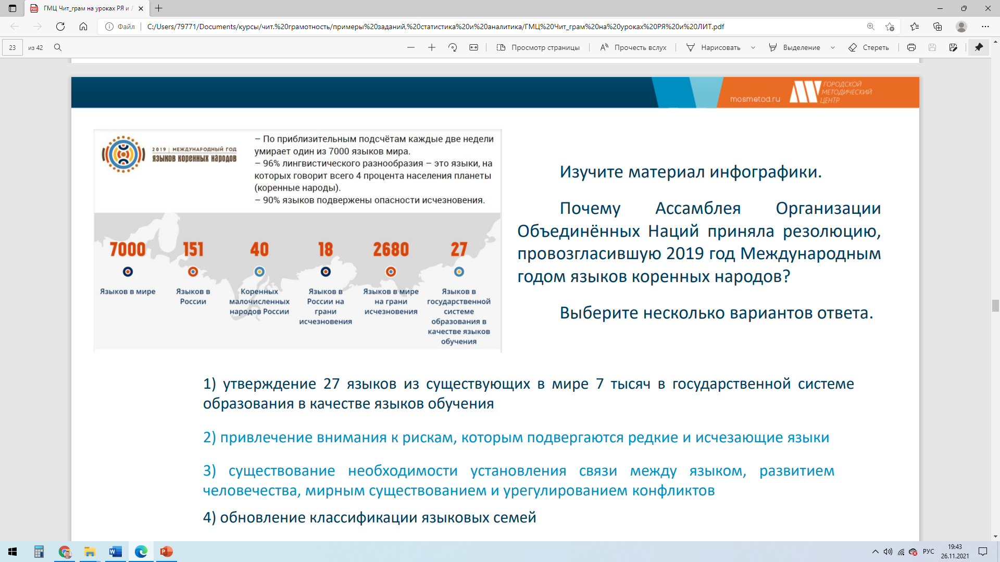 ГМЦ Чит_грам на уроках РЯ и Л
Файл
C:/Users/79771/Documents/курсы/чит.%20грамотность/примеры%20заданий,%20статистика%20и%20аналитика/ГМЦ%20Чит_грам%20на%20уроках%20РЯ%20и%20ЛИТ.pdf
23
из 42
Просмотр страницы
Прочесть вслух
Нарисовать
Выделение
Стереть
mosmetod.ru
ГОРОДСКОЙ
МЕТОДИЧЕСКИЙ
ЦЕНТР
2019 | МЕЖДУНАРОДНЫЙ ГОД
ЯЗЫКОВ КОРЕННЫХ НАРОДОВ
– По приблизительным подсчётам каждые две недели
умирает один из 7000 языков мира.
– 96% лингвистического разнообразия – это языки, на
которых говорит всего 4 процента населения планеты
(коренные народы).
– 90% языков подвержены опасности исчезновения.
7000
Языков в мире
151
Языков в
России
40
Коренных
малочисленных
народов России
18
Языков в
России на
грани
исчезновения
2680
Языков в мире
на грани
исчезновения
27
Языков в
государственной
системе
образования в
качестве языков
обучения
Изучите материал инфографики.
Почему Ассамблея Организации
Объединённых Наций приняла резолюцию,
провозгласившую 2019 год Международным
годом языков коренных народов?
Выберите несколько вариантов ответа.
1) утверждение 27 языков из существующих в мире 7 тысяч в государственной системе
образования в качестве языков обучения
2) привлечение внимания к рискам, которым подвергаются редкие и исчезающие языки
3) существование необходимости установления связи между языком, развитием
человечества, мирным существованием и урегулированием конфликтов
4) обновление классификации языковых семей
РУС
19:43
26.11.2021